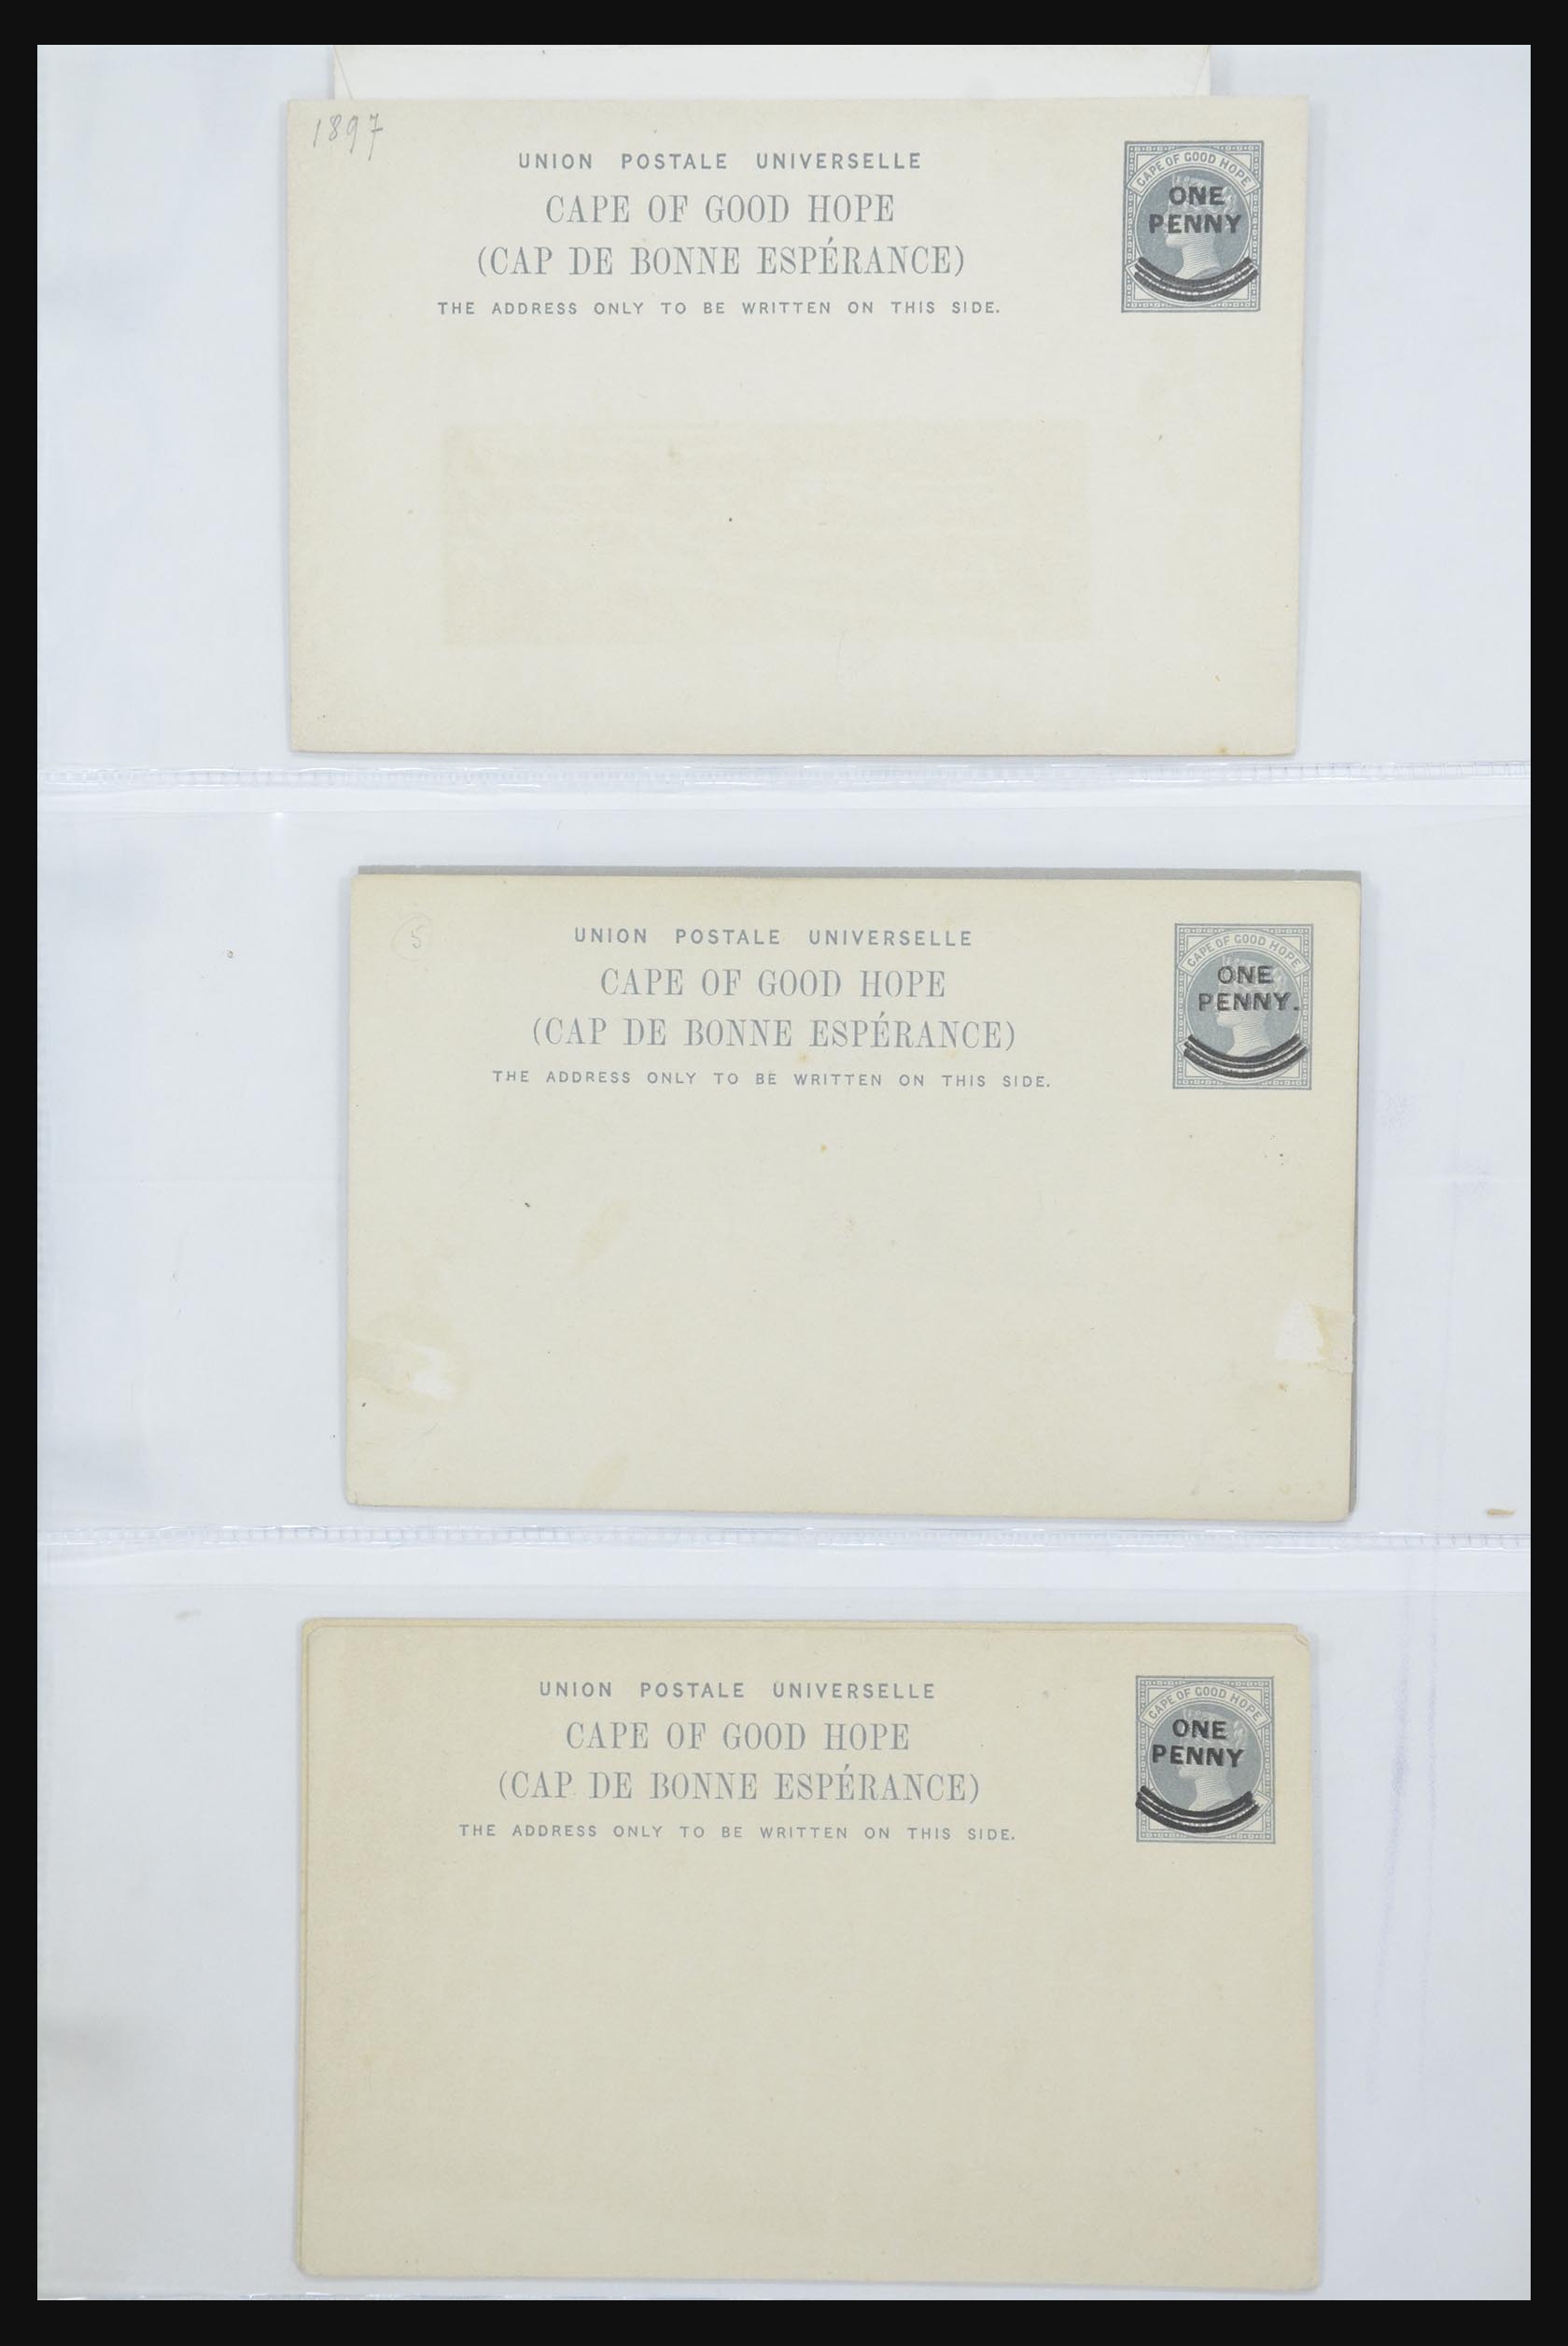 1897
UNION POSTALE UNIVERSELLE
CAPE OF GOOD HOPE
(CAP DE BONNE ESPÉRANCE)
THE ADDRESS ONLY TO BE WRITTEN ON THIS SIDE.
CAPE OF GOOD HOPE
ONE
PENNY
5
UNION POSTALE UNIVERSELLE
CAPE OF GOOD HOPE
(CAP DE BONNE ESPÉRANCE)
THE ADDRESS ONLY TO BE WRITTEN ON THIS SIDE.
CAPE OF GOOD HOPE
ONE
PENNY.
UNION POSTALE UNIVERSELLE
CAPE OF GOOD HOPE
(CAP DE BONNE ESPÉRANCE)
THE ADDRESS ONLY TO BE WRITTEN ON THIS SIDE.
CAPE OF GOOD HOPE
ONE
PENNY